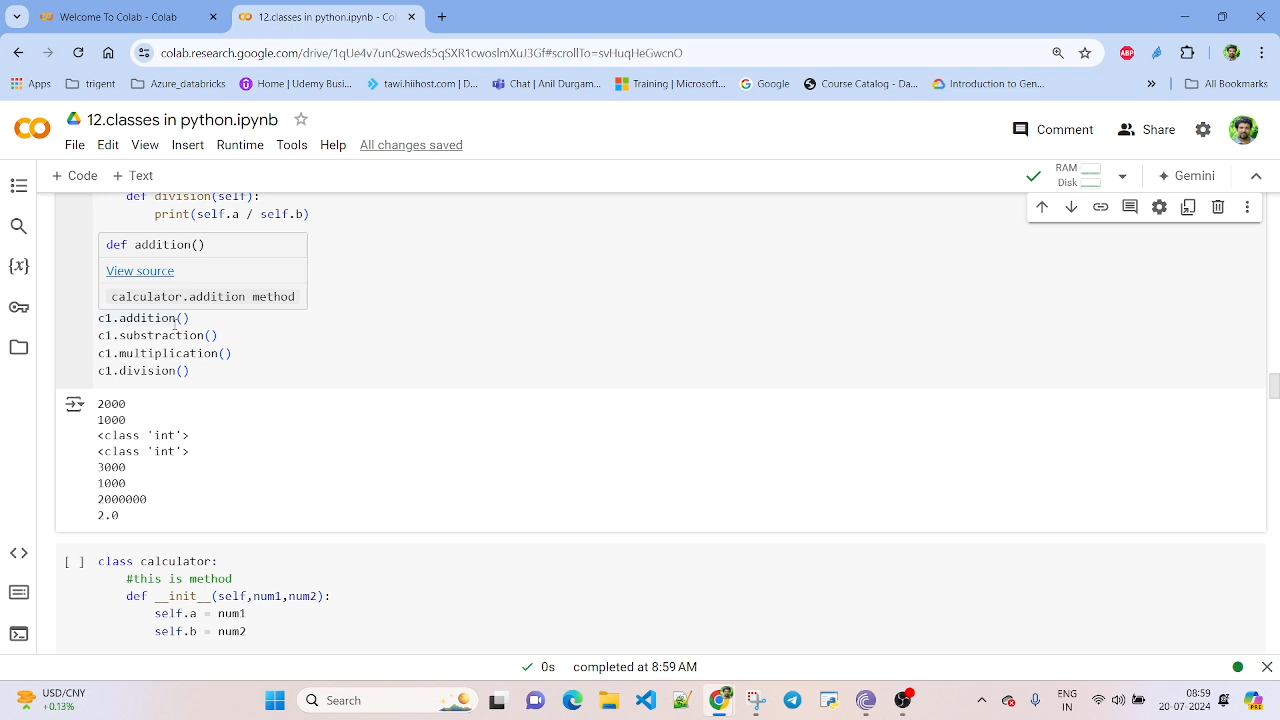 Welcome To Colab - Colab
12.classes in python.ipynb - Col
colab.research.google.com/drive/1qUe4v7unQsweds5qSXR1cwoslmXuJ3Gf#scrollTo=svHuqHeGwcnO
ABP
Apps
trigent
Azure_databricks
Home | Udemy Busi...
tawi.hiihost.com | D...
Chat | Anil Durgam...
Training | Microsoft...
Google
Course Catalog - Da...
Introduction to Gen...
»
All Bookmarks
12.classes in python.ipynb
File Edit View Insert Runtime Tools Help All changes saved
Comment
Share
+ Code + Text
RAM
Disk
Gemini
def division(self):
print(self.a / self.b)
def addition()
View source
calculator.addition method
c1.addition()
c1.substraction()
c1.multiplication()
c1.division()
2000
1000
<class 'int'>
<class 'int'>
3000
1000
2000000
2.0
[ ] class calculator:
#this is method
def __init__(self,num1,num2):
self.a = num1
self.b = num2
0s completed at 8:59 AM
USD/CNY
+0.13%
Search
ENG
IN
08:59
20-07-2024